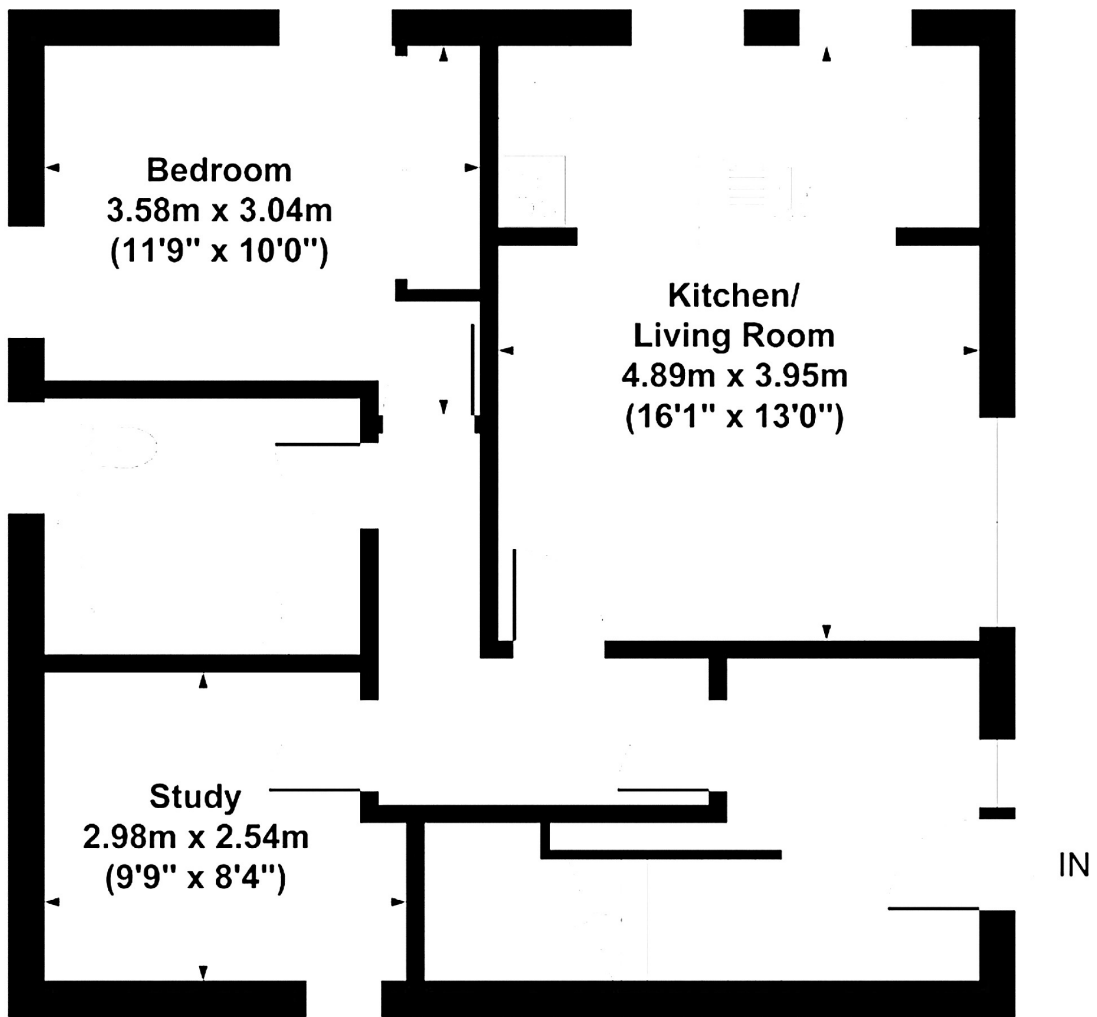 Bedroom
3.58m x 3.04m
(11'9" x 10'0")
Kitchen/
Living Room
4.89m x 3.95m
(16'1" x 13'0")
Study
2.98m x 2.54m
(9'9" x 8'4")
IN